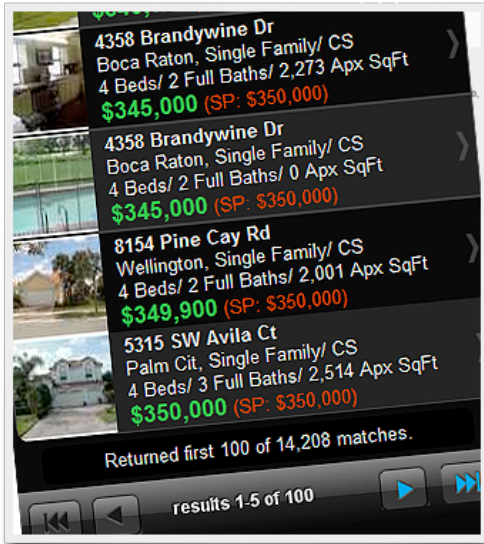 4358 Brandywine Dr
Boca Raton, Single Family/ CS
4 Beds/ 2 Full Baths/ 2,273 Apx SqFt
$345,000 (SP: $350,000)
4358 Brandywine Dr
Boca Raton, Single Family/ CS
4 Beds/ 2 Full Baths/ 0 Apx SqFt
$345,000 (SP: $350,000)
8154 Pine Cay Rd
Wellington, Single Family/ CS
4 Beds/ 2 Full Baths/ 2,001 Apx SqFt
$349,900 (SP: $350,000)
5315 SW Avila Ct
Palm Cit, Single Family/ CS
4 Beds/ 3 Full Baths/ 2,514 Apx SqFt
$350,000 (SP: $350,000)
Returned first 100 of 14,208 matches.
results 1-5 of 100